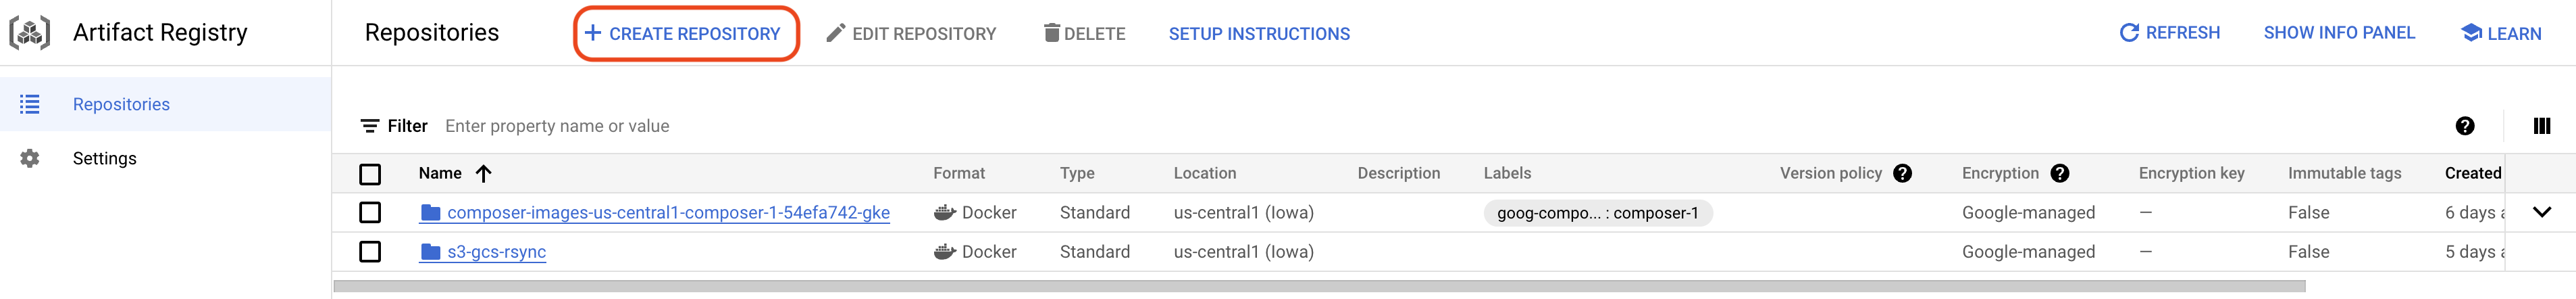 Artifact Registry
Repositories
CREATE REPOSITORY
EDIT REPOSITORY
DELETE
SETUP INSTRUCTIONS
REFRESH
SHOW INFO PANEL
LEARN
Repositories
Settings
Filter Enter property name or value
Name Format Type Location Description Labels Version policy Encryption Encryption key Immutable tags Created
composer-images-us-central1-composer-1-54efa742-gke Docker Standard us-central1 (Iowa) goog-compo... : composer-1 Google-managed — False 6 days
s3-gcs-rsync Docker Standard us-central1 (Iowa) Google-managed — False 5 days